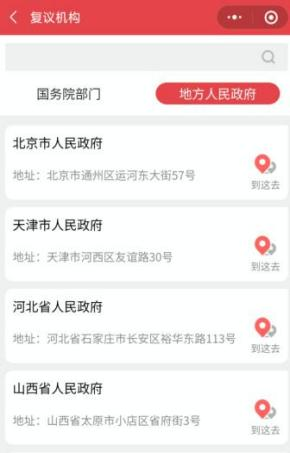 复议机构
国务院部门
地方人民政府
北京市人民政府
地址：北京市通州区运河东大街57号
到这去
天津市人民政府
地址：天津市河西区友谊路30号
到这去
河北省人民政府
地址：河北省石家庄市长安区裕华东路113号
到这去
山西省人民政府
地址：山西省太原市小店区省府街3号
到这去